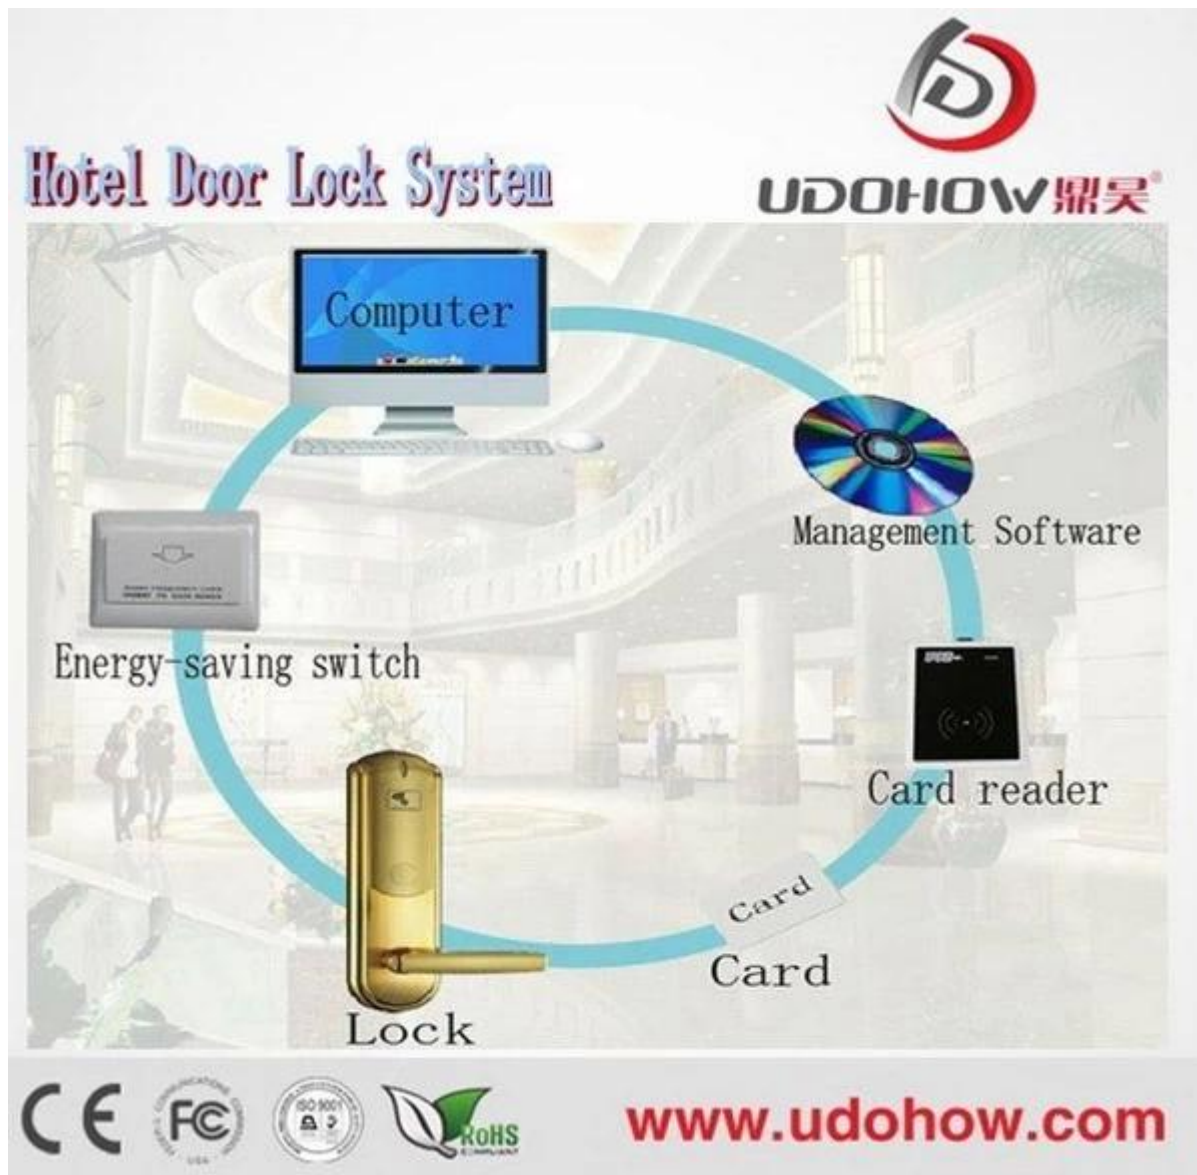 UDOHOW鼎昊®
Hotel Door Lock System
Computer
Management Software
Energy-saving switch
Card reader
Card
Card
Lock
CE
FC
ISO 9001
RoHS
COMPLIANT
www.udohow.com